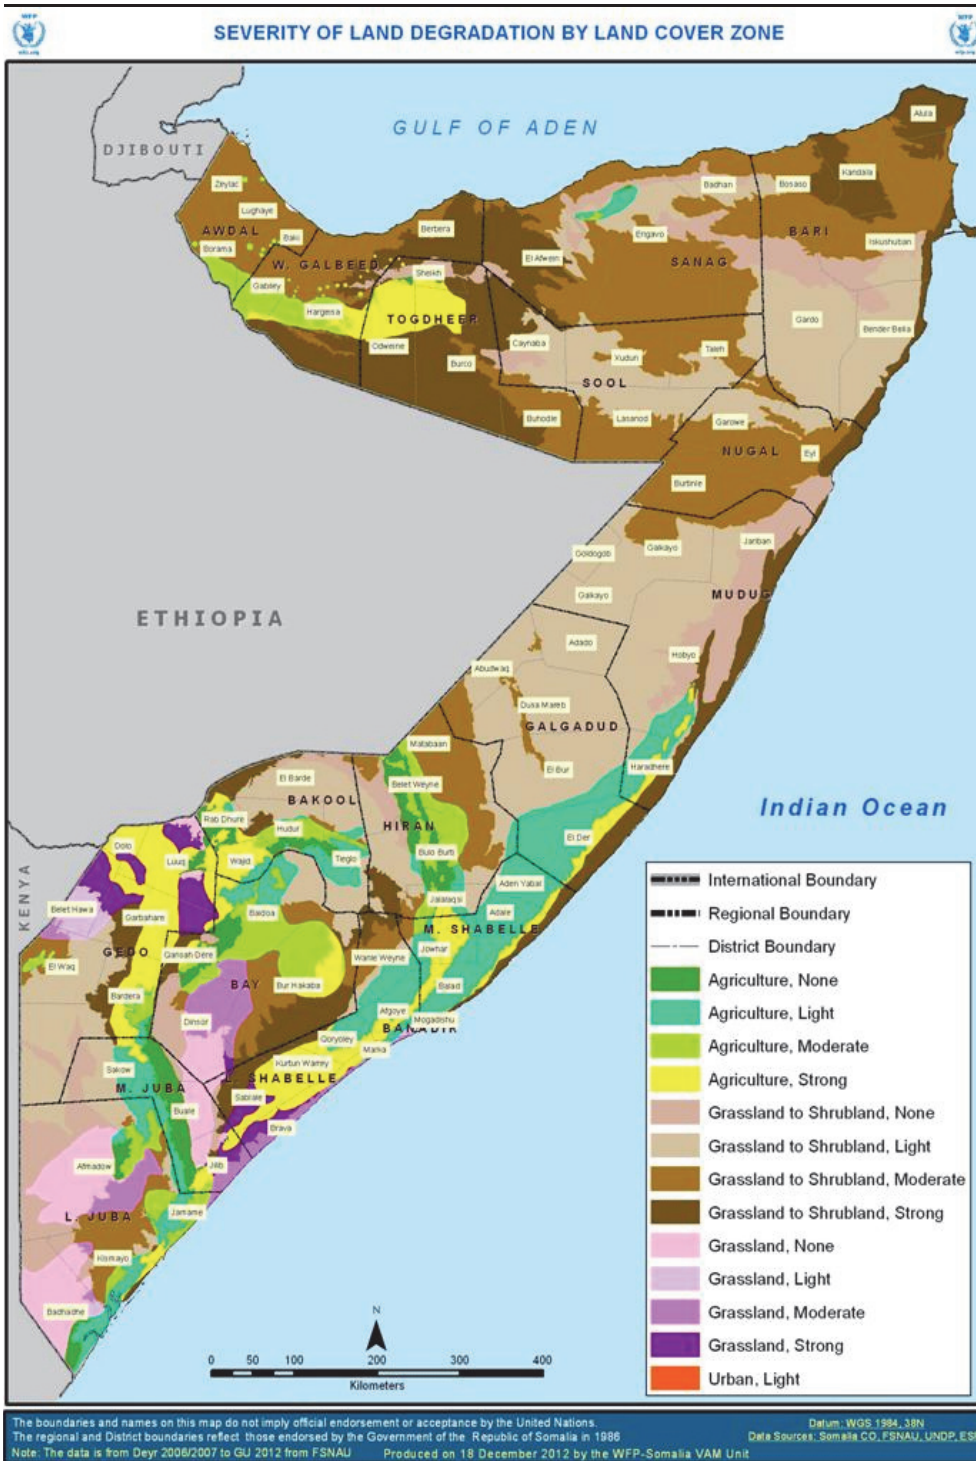 WFP
wfp.org
SEVERITY OF LAND DEGRADATION BY LAND COVER ZONE
WFP
wfp.org
GULF OF ADEN
DJIBOUTI
Alula
Kandala
Bosaso
Badhan
Zeylac
Lughaye
AWDAL
Baki
Borama
Berbera
Erigavo
BARI
Iskushuban
W. GALBEED
El Afwein
SANAG
Sheikh
Gabiley
Hargeisa
TOGDHEER
Gardo
Bender Beila
Odweine
Caynaba
Xudun
Taleh
Burco
SOOL
Buhodle
Lasanod
Garowe
NUGAL
Eyl
Burtinle
Goldogob
Galkayo
Jariban
Galkayo
MUDUG
ETHIOPIA
Adado
Hobyo
Abudwaq
Dusa Mareb
GALGADUD
Matabaan
El Bur
Haradhere
El Barde
BAKOOL
Belet Weyne
Indian Ocean
Rab Dhure
Hudur
HIRAN
El Der
Dolo
Luuq
Wajid
Tieglo
Bulo Burti
KENYA
Aden Yabal
Belet Hawa
Garbahare
Baidoa
Jalalaqsi
Adale
M. SHABELLE
GEDO
Qansah Dere
Wanle Weyne
Jowhar
El Waq
BAY
Bur Hakaba
Balad
Bardera
Dinsor
Afgoye
Mogadishu
BANADIR
Qoryoley
Marka
Sakow
Kurtun Warrey
M. JUBA
L. SHABELLE
Buale
Sablale
Brava
Afmadow
Jilib
L. JUBA
Jamame
Kismayo
Badhadhe
N
0 50 100 200 300 400
Kilometers
International Boundary
Regional Boundary
District Boundary
Agriculture, None
Agriculture, Light
Agriculture, Moderate
Agriculture, Strong
Grassland to Shrubland, None
Grassland to Shrubland, Light
Grassland to Shrubland, Moderate
Grassland to Shrubland, Strong
Grassland, None
Grassland, Light
Grassland, Moderate
Grassland, Strong
Urban, Light
The boundaries and names on this map do not imply official endorsement or acceptance by the United Nations.
The regional and District boundaries reflect those endorsed by the Government of the Republic of Somalia in 1986
Note: The data is from Deyr 2006/2007 to GU 2012 from FSNAU
Produced on 18 December 2012 by the WFP-Somalia VAM Unit
Datum: WGS 1984, 38N
Data Sources: Somalia CO, FSNAU, UNDP, ESR